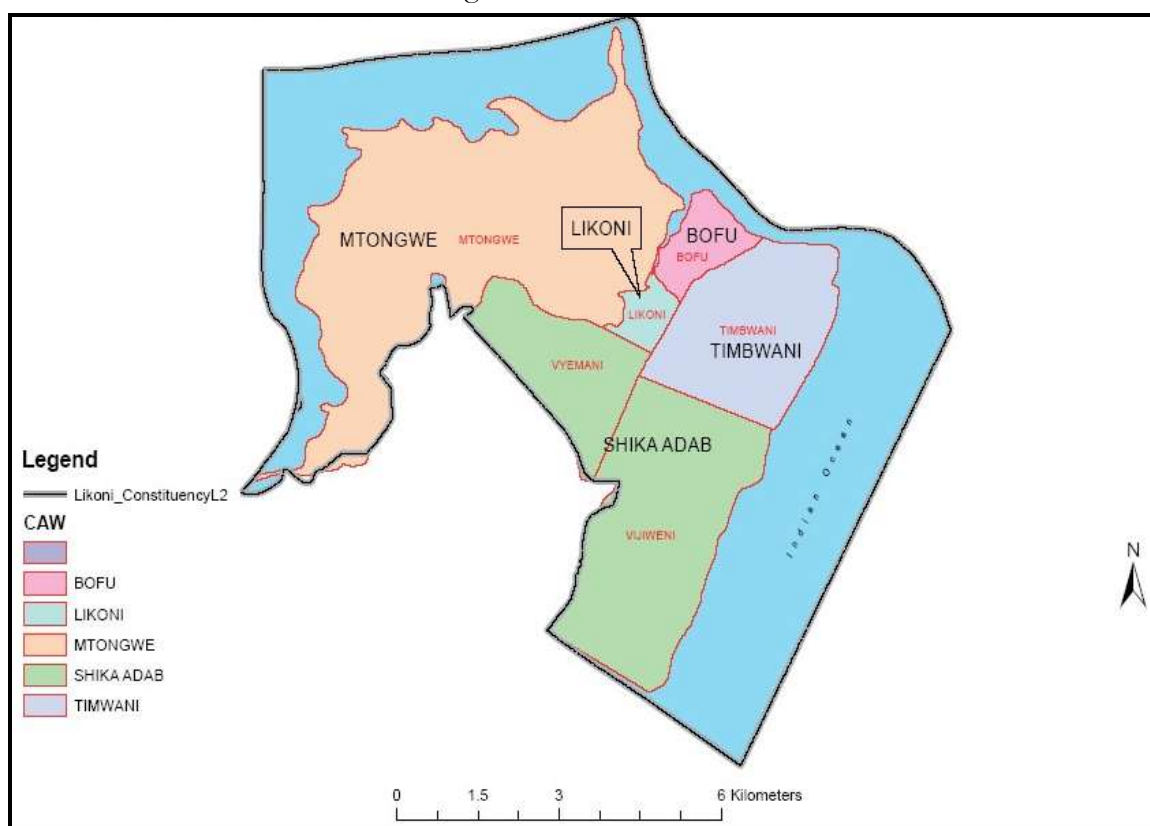 LIKONI
MTONGWE MTONGWE
BOFU
BOFU
LIKONI
TIMBWANI
TIMBWANI
VYEMANI
SHIKA ADAB
VIJIWENI
Indian Ocean
Legend
Likoni_ConstituencyL2
CAW
BOFU
LIKONI
MTONGWE
SHIKA ADAB
TIMWANI
N
0 1.5 3 6 Kilometers